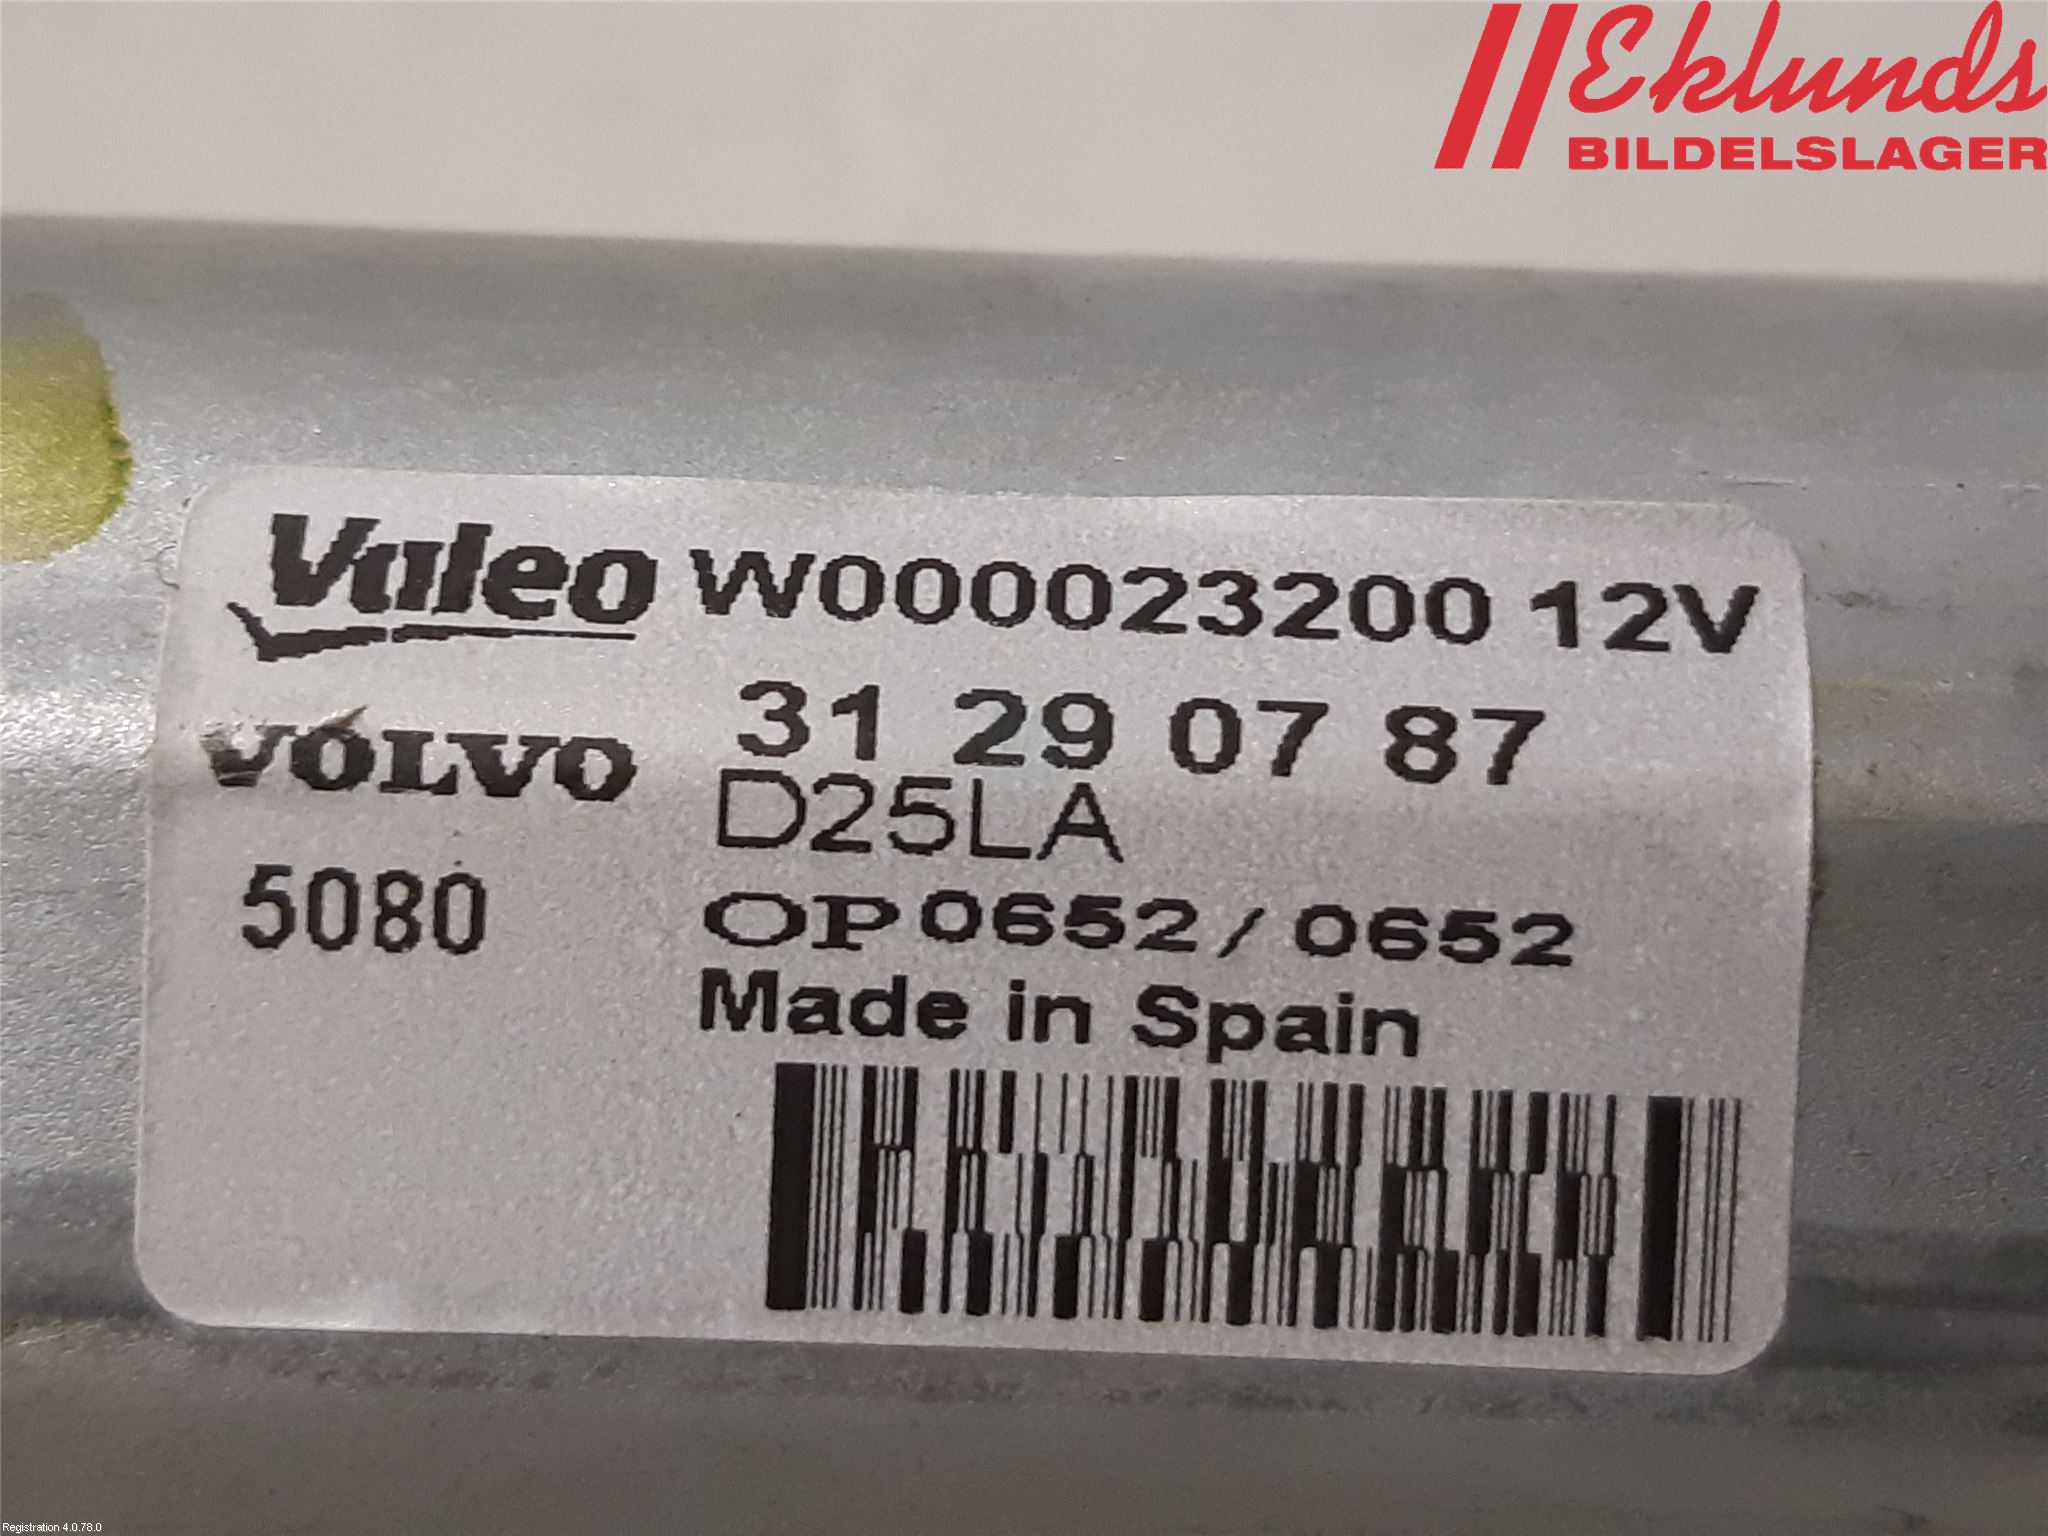 Eklunds
BILDELSLAGER
Valeo W000023200 12V
VOLVO 31 29 07 87
D25LA
5080 OP0652/0652
Made in Spain
Registration 4.0.78.0